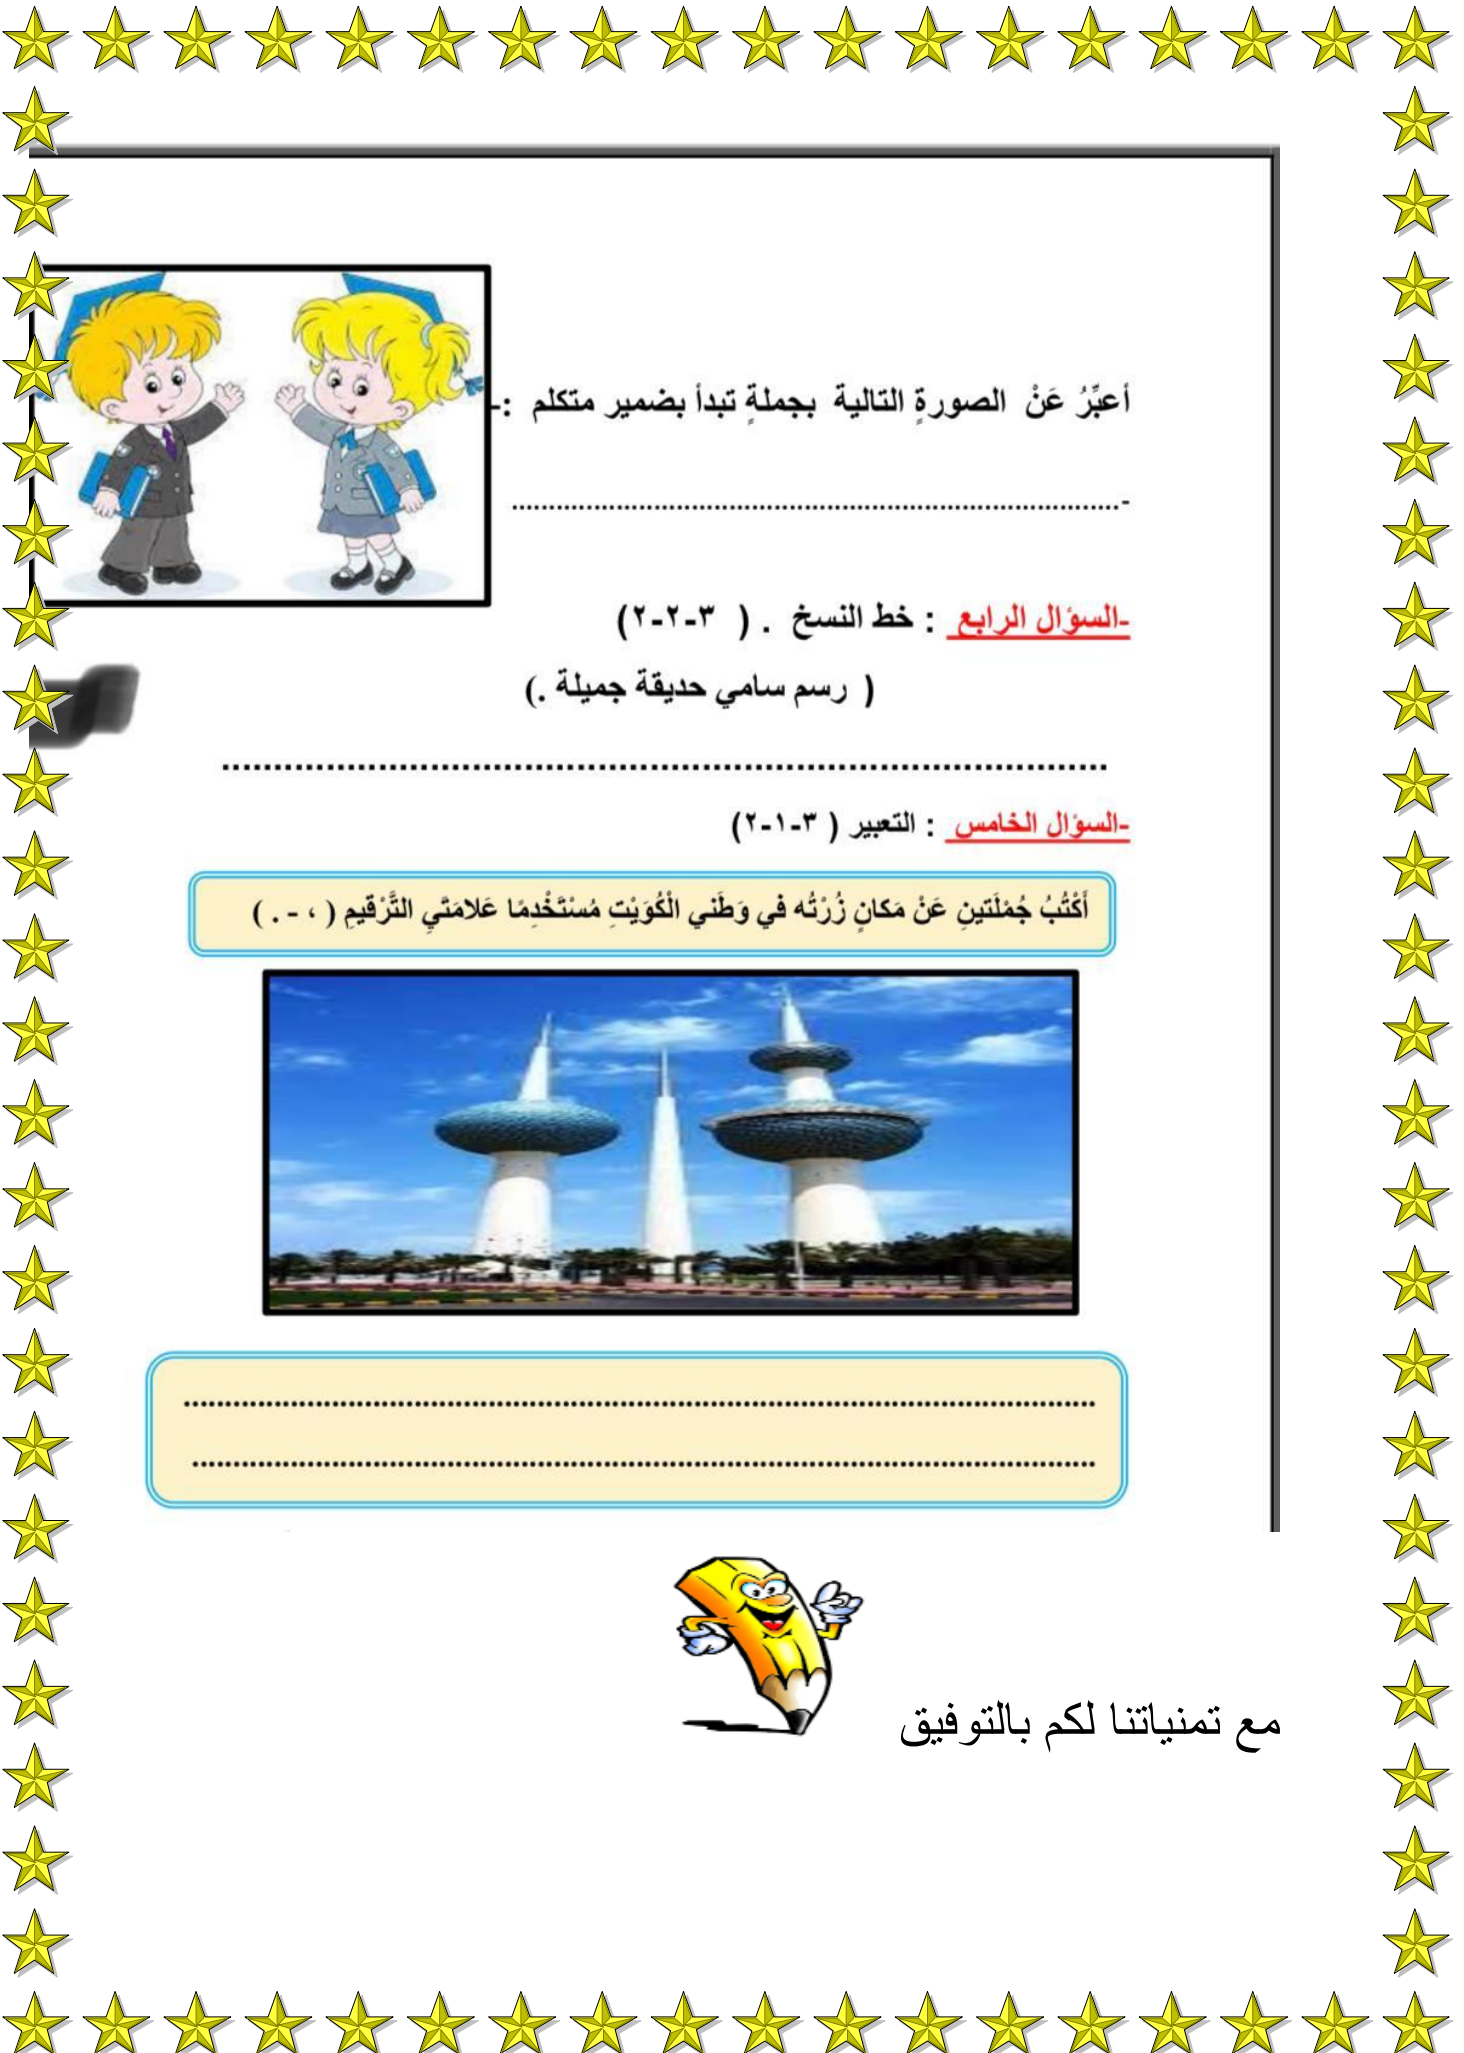 أعبِّرُ عَنْ الصورةِ التالية بجملةٍ تبدأ بضمير متكلم :-
-................................................................................
-السؤال الرابع : خط النسخ . ( ٣-٢-٢)
( رسم سامي حديقة جميلة .)
................................................................................
-السؤال الخامس : التعبير ( ٣-١-٢)
أَكْتُبُ جُمْلَتينِ عَنْ مَكانٍ زُرْتُه في وَطَني الْكُوَيْتِ مُسْتَخْدِمًا عَلامَتَيِ التَّرْقيمِ ( ، - . )
................................................................................
................................................................................
مع تمنياتنا لكم بالتوفيق